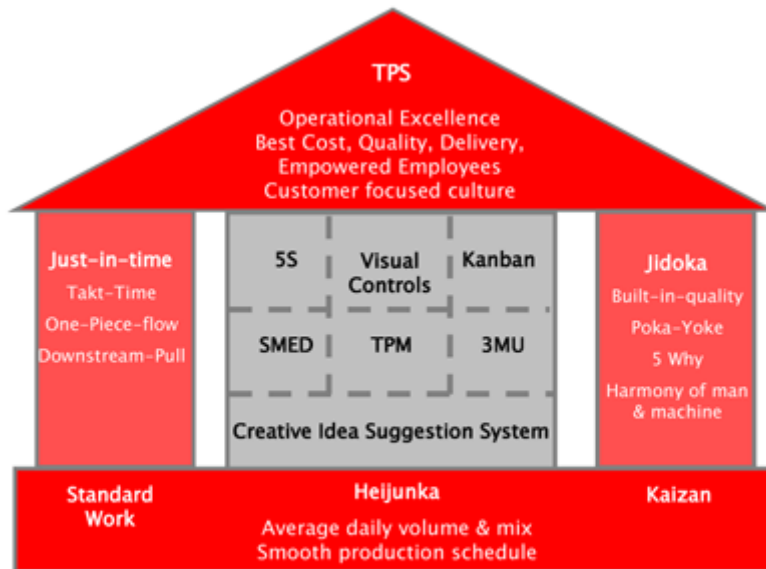 TPS
Operational Excellence
Best Cost, Quality, Delivery,
Empowered Employees
Customer focused culture
Just-in-time
Takt-Time
One-Piece-flow
Downstream-Pull
5S
Visual
Controls
Kanban
SMED
TPM
3MU
Creative Idea Suggestion System
Jidoka
Built-in-quality
Poka-Yoke
5 Why
Harmony of man
& machine
Standard
Work
Heijunka
Average daily volume & mix
Smooth production schedule
Kaizan